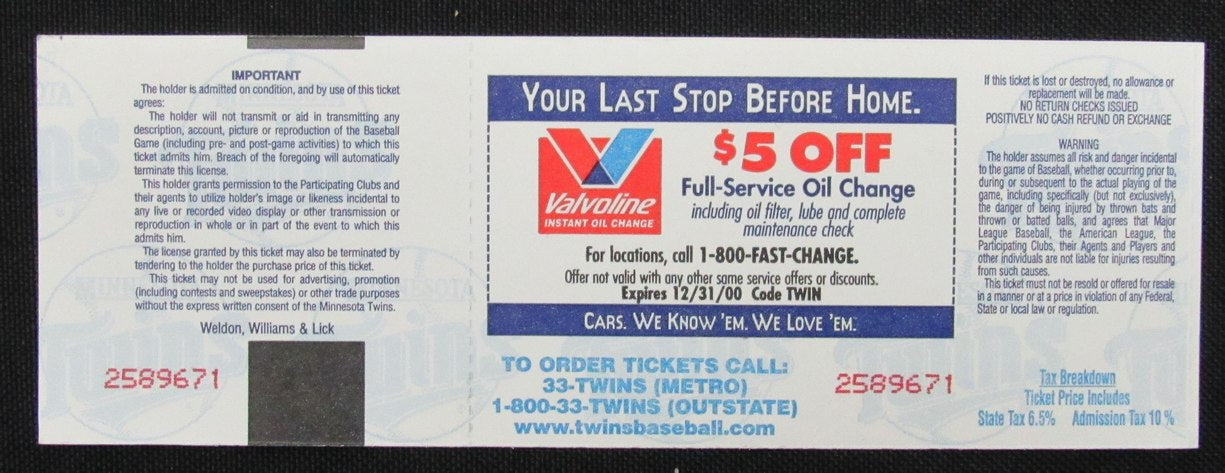 IMPORTANT
The holder is admitted on condition, and by use of this ticket
agrees:
The holder will not transmit or aid in transmitting any
description, account, picture or reproduction of the Baseball
Game (including pre- and post-game activities) to which this
ticket admits him. Breach of the foregoing will automatically
terminate this license.
This holder grants permission to the Participating Clubs and
their agents to utilize holder's image or likeness incidental to
any live or recorded video display or other transmission or
reproduction in whole or in part of the event to which this
admits him.
The license granted by this ticket may also be terminated by
tendering to the holder the purchase price of this ticket.
This ticket may not be used for advertising, promotion
(including contests and sweepstakes) or other trade purposes
without the express written consent of the Minnesota Twins.
Weldon, Williams & Lick
2589671
YOUR LAST STOP BEFORE HOME.
Valvoline
INSTANT OIL CHANGE
$5 OFF
Full-Service Oil Change
including oil filter, lube and complete
maintenance check
For locations, call 1-800-FAST-CHANGE.
Offer not valid with any other same service offers or discounts.
Expires 12/31/00 Code TWIN
CARS. WE KNOW 'EM. WE LOVE 'EM.
TO ORDER TICKETS CALL:
33-TWINS (METRO)
1-800-33-TWINS (OUTSTATE)
www.twinsbaseball.com
2589671
If this ticket is lost or destroyed, no allowance or
replacement will be made.
NO RETURN CHECKS ISSUED
POSITIVELY NO CASH REFUND OR EXCHANGE
WARNING
The holder assumes all risk and danger incidental
to the game of Baseball, whether occurring prior to,
during or subsequent to the actual playing of the
game, including specifically (but not exclusively),
the danger of being injured by thrown bats and
thrown or batted balls, and agrees that Major
League Baseball, the American League, the
Participating Clubs, their Agents and Players and
other individuals are not liable for injuries resulting
from such causes.
This ticket must not be resold or offered for resale
in a manner or at a price in violation of any Federal,
State or local law or regulation.
Tax Breakdown
Ticket Price Includes
State Tax 6.5% Admission Tax 10 %